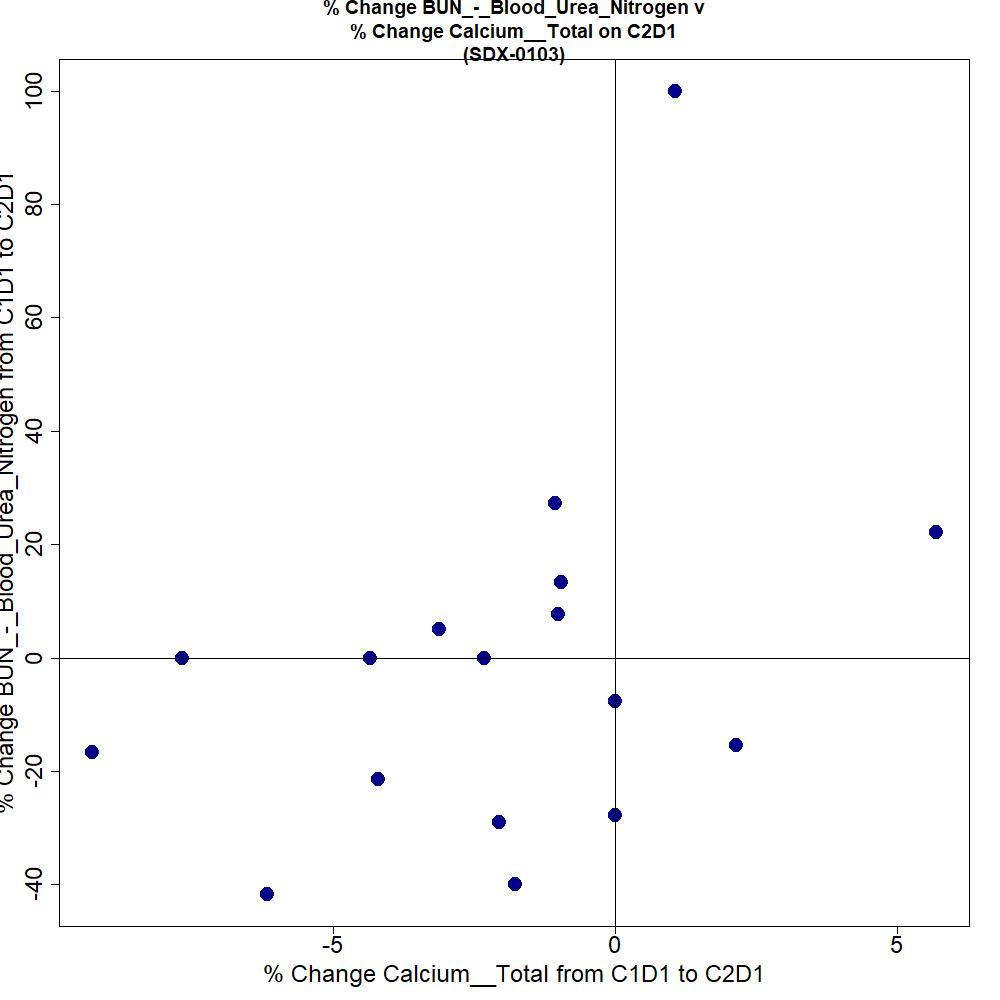 % Change BUN_-_Blood_Urea_Nitrogen v
% Change Calcium__Total on C2D1
(SDX-0103)
% Change BUN_-_Blood_Urea_Nitrogen from C1D1 to C2D1
100
80
60
40
20
0
-20
-40
-5
0
5
% Change Calcium__Total from C1D1 to C2D1